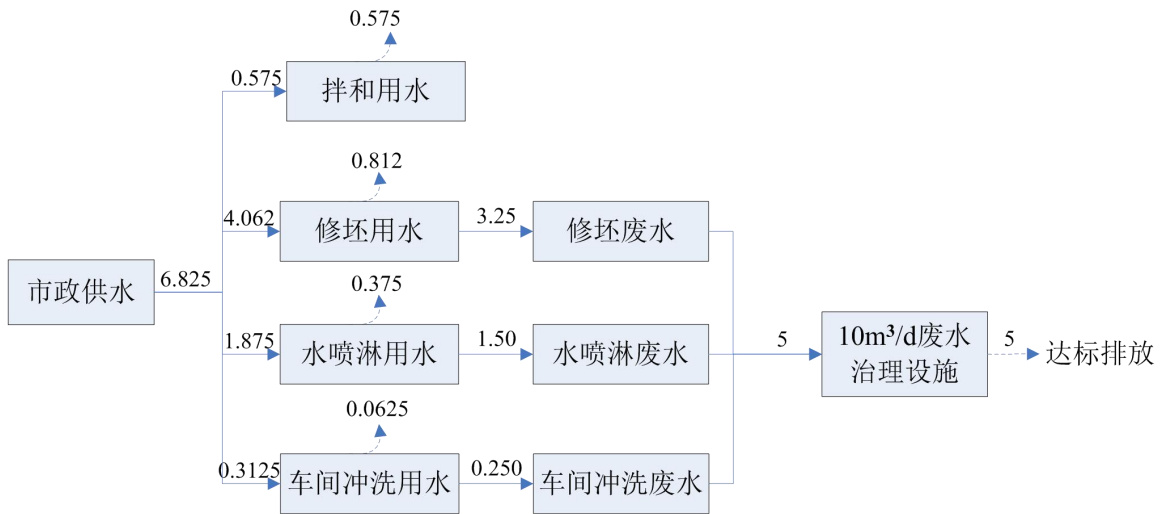 0.575
0.575
拌和用水
0.812
4.062
修坯用水
3.25
修坯废水
市政供水
6.825
0.375
1.875
水喷淋用水
1.50
水喷淋废水
5
10m³/d废水
治理设施
5
达标排放
0.0625
0.3125
车间冲洗用水
0.250
车间冲洗废水